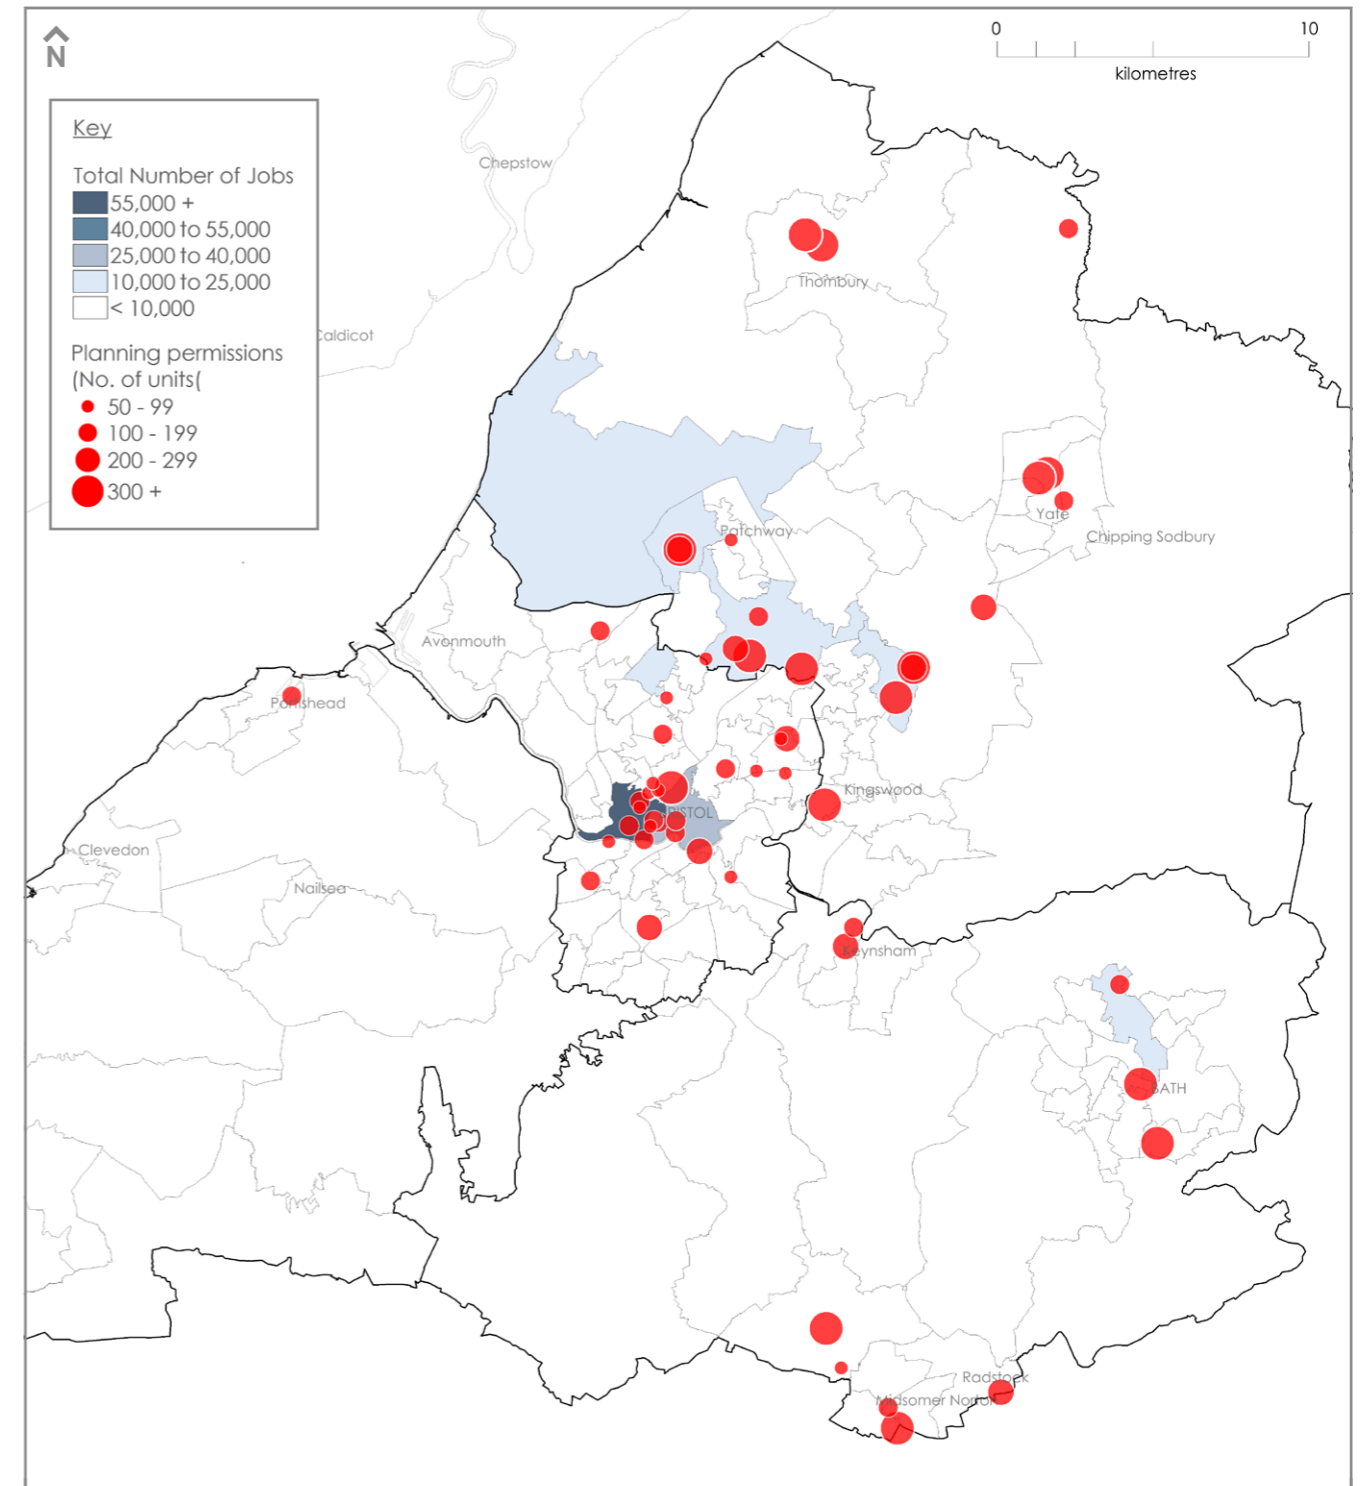 N
0 10
kilometres
Key
Total Number of Jobs
55,000 +
40,000 to 55,000
25,000 to 40,000
10,000 to 25,000
< 10,000
Planning permissions
(No. of units(
50 - 99
100 - 199
200 - 299
300 +
Chepstow
Thornbury
Caldicot
Yate
Patchway
Chipping Sodbury
Avonmouth
Portishead
Kingswood
BRISTOL
Clevedon
Nailsea
Keynsham
BATH
Radstock
Midsomer Norton